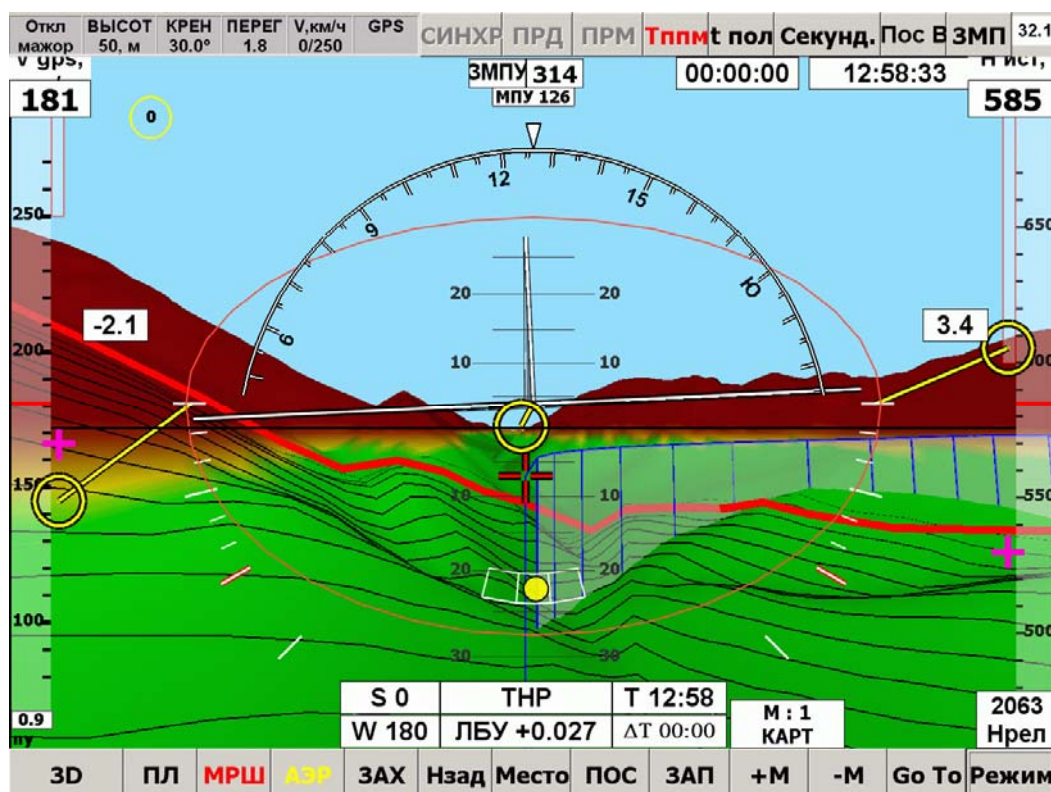 Откл ВЫСОТ КРЕН ПЕРЕГ V,км/ч GPS СИНХР ПРД ПРМ Тппм t пол Секунд. Пос В ЗМП 32.1
мажор 50, м 30.0° 1.8 0/250
V gps, ЗМПУ 314 00:00:00 12:58:33 Н ист,
181 МПУ 126 585
0
12
15
9
250 650
20 20
Ю
-2.1 3.4
6
200
10 10
150 550
10 10
20 20
100 500
30 30
S 0 ТНР Т 12:58 2063
0.9 W 180 ЛБУ +0.027 ΔT 00:00 М : 1 Нрел
КАРТ
3D ПЛ МРШ АЭР ЗАХ Нзад Место ПОС ЗАП +М -М Go To Режим